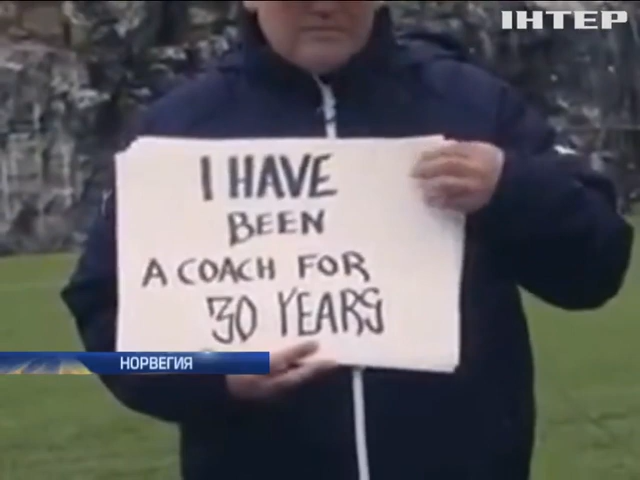 ІНТЕР
I HAVE
BEEN
A COACH FOR
30 YEARS
НОРВЕГИЯ